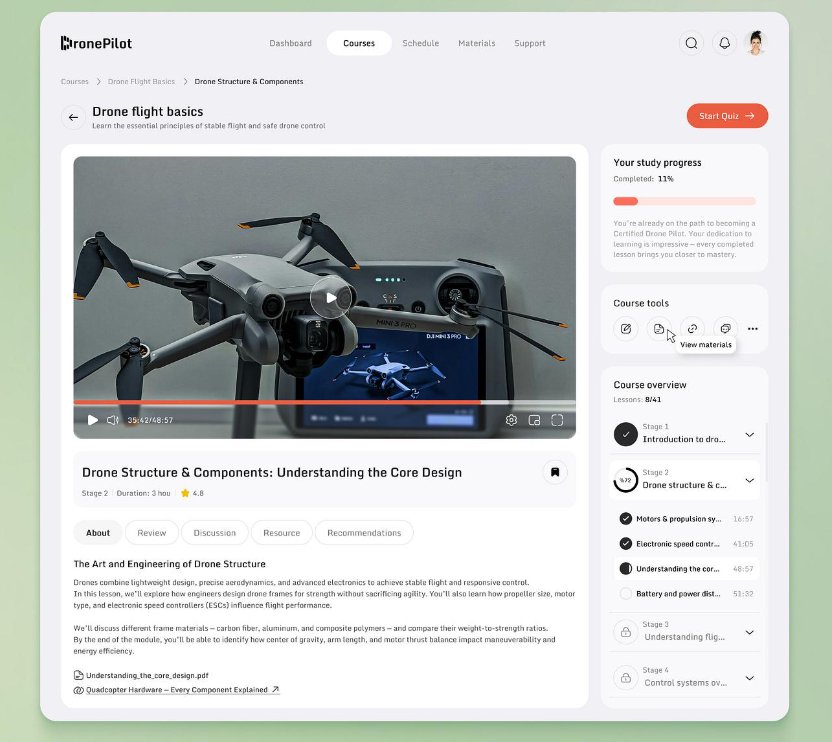 DronePilot
Dashboard
Courses
Schedule
Materials
Support
Courses > Drone Flight Basics > Drone Structure & Components
Drone flight basics
Learn the essential principles of stable flight and safe drone control
Start Quiz
MINI 3 PRO
DJI MINI 3 PRO
35:42/48:57
Drone Structure & Components: Understanding the Core Design
Stage 2
Duration: 3 hou
4.8
About
Review
Discussion
Resource
Recommendations
The Art and Engineering of Drone Structure
Drones combine lightweight design, precise aerodynamics, and advanced electronics to achieve stable flight and responsive control.
In this lesson, we'll explore how engineers design drone frames for strength without sacrificing agility. You'll also learn how propeller size, motor
type, and electronic speed controllers (ESCs) influence flight performance.
We'll discuss different frame materials – carbon fiber, aluminum, and composite polymers – and compare their weight-to-strength ratios.
By the end of the module, you'll be able to identify how center of gravity, arm length, and motor thrust balance impact maneuverability and
energy efficiency.
Understanding_the_core_design.pdf
Quadcopter Hardware – Every Component Explained
Your study progress
Completed: 11%
You're already on the path to becoming a
Certified Drone Pilot. Your dedication to
learning is impressive – every completed
lesson brings you closer to mastery.
Course tools
View materials
Course overview
Lessons: 8/41
Stage 1
Introduction to dro...
%72
Stage 2
Drone structure & c...
Motors & propulsion sy... 16:57
Electronic speed contr... 41:05
Understanding the cor... 48:57
Battery and power dist... 51:32
Stage 3
Understanding flig...
Stage 4
Control systems ov...